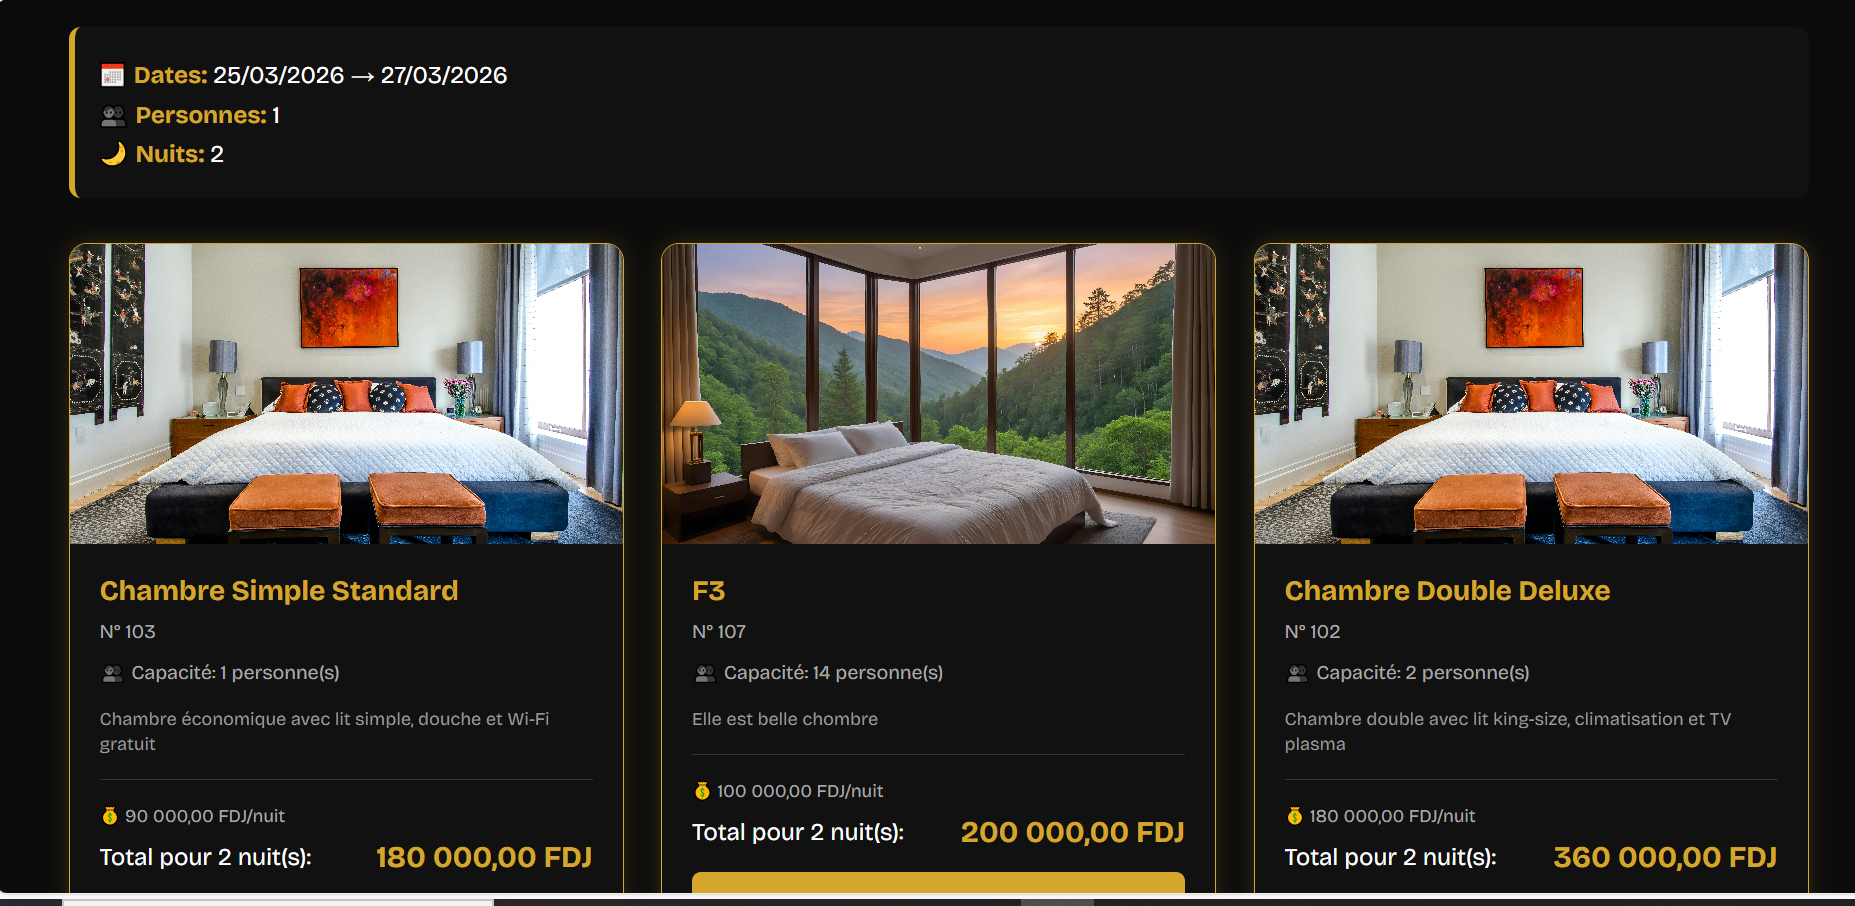 Dates: 25/03/2026 → 27/03/2026
Personnes: 1
Nuits: 2
Chambre Simple Standard
N° 103
Capacité: 1 personne(s)
Chambre économique avec lit simple, douche et Wi-Fi
gratuit
90 000,00 FDJ/nuit
Total pour 2 nuit(s): 180 000,00 FDJ
F3
N° 107
Capacité: 14 personne(s)
Elle est belle chombre
100 000,00 FDJ/nuit
Total pour 2 nuit(s): 200 000,00 FDJ
Chambre Double Deluxe
N° 102
Capacité: 2 personne(s)
Chambre double avec lit king-size, climatisation et TV
plasma
180 000,00 FDJ/nuit
Total pour 2 nuit(s): 360 000,00 FDJ